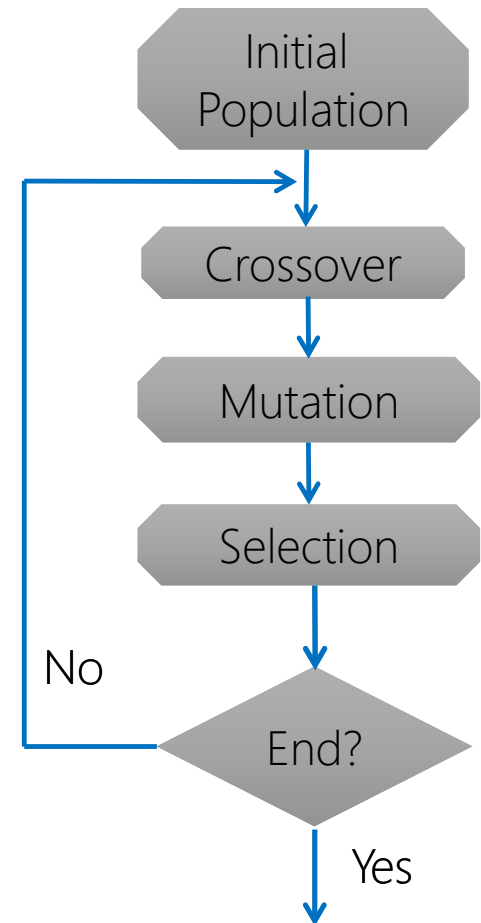 Initial
Population
Crossover
Mutation
Selection
No
End?
Yes